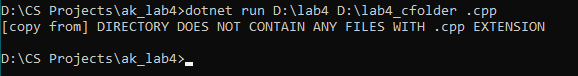 D:\CS Projects\ak_lab4>dotnet run D:\lab4 D:\lab4_cfolder .cpp
[copy from] DIRECTORY DOES NOT CONTAIN ANY FILES WITH .cpp EXTENSION
D:\CS Projects\ak_lab4>